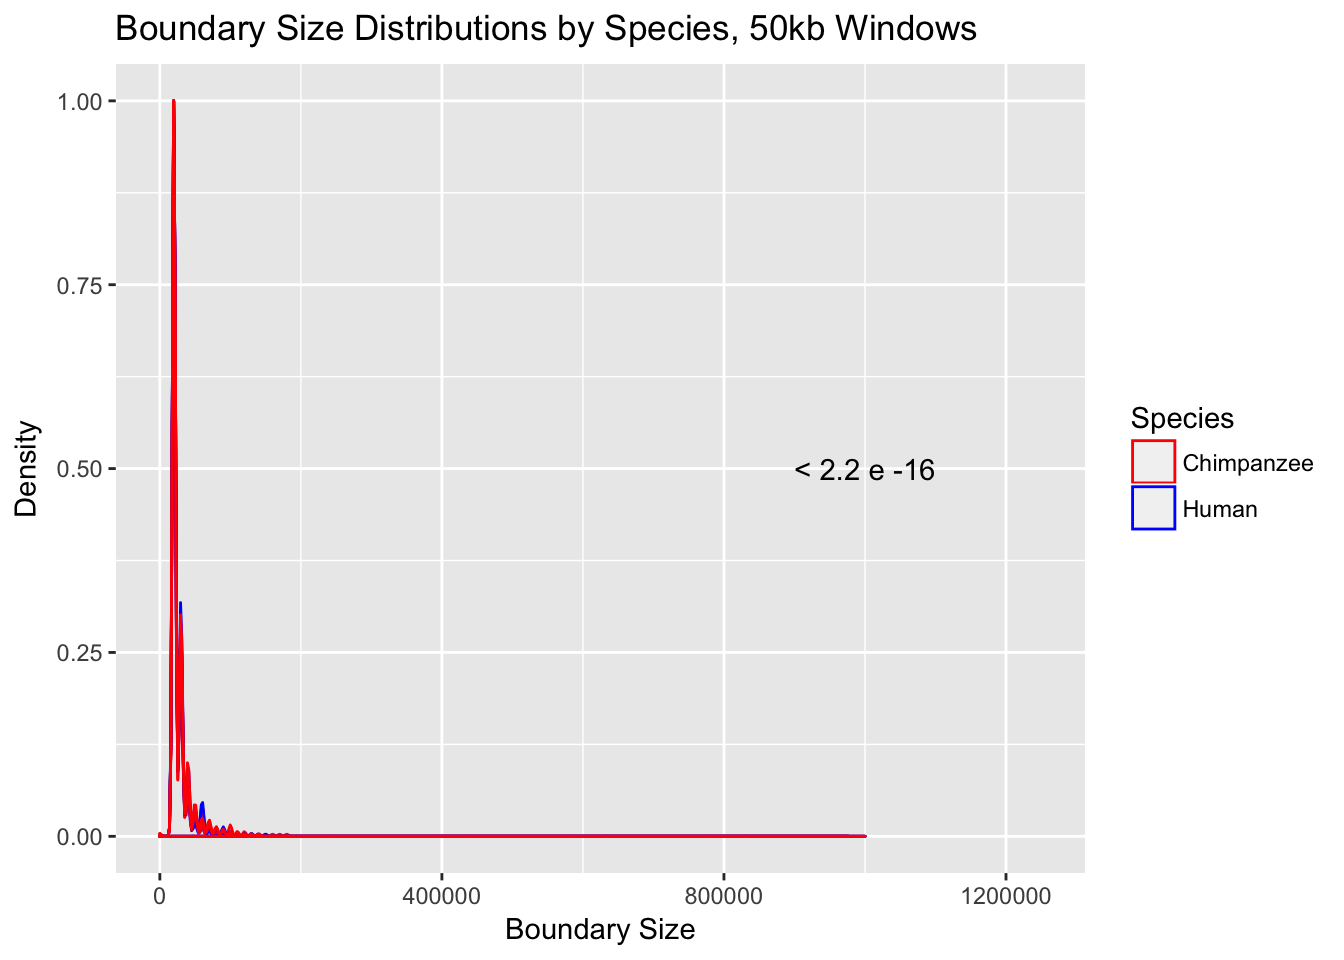 Boundary Size Distributions by Species, 50kb Windows
1.00
0.75
0.50
0.25
0.00
Density
< 2.2 e -16
0
400000
800000
1200000
Boundary Size
Species
Chimpanzee
Human